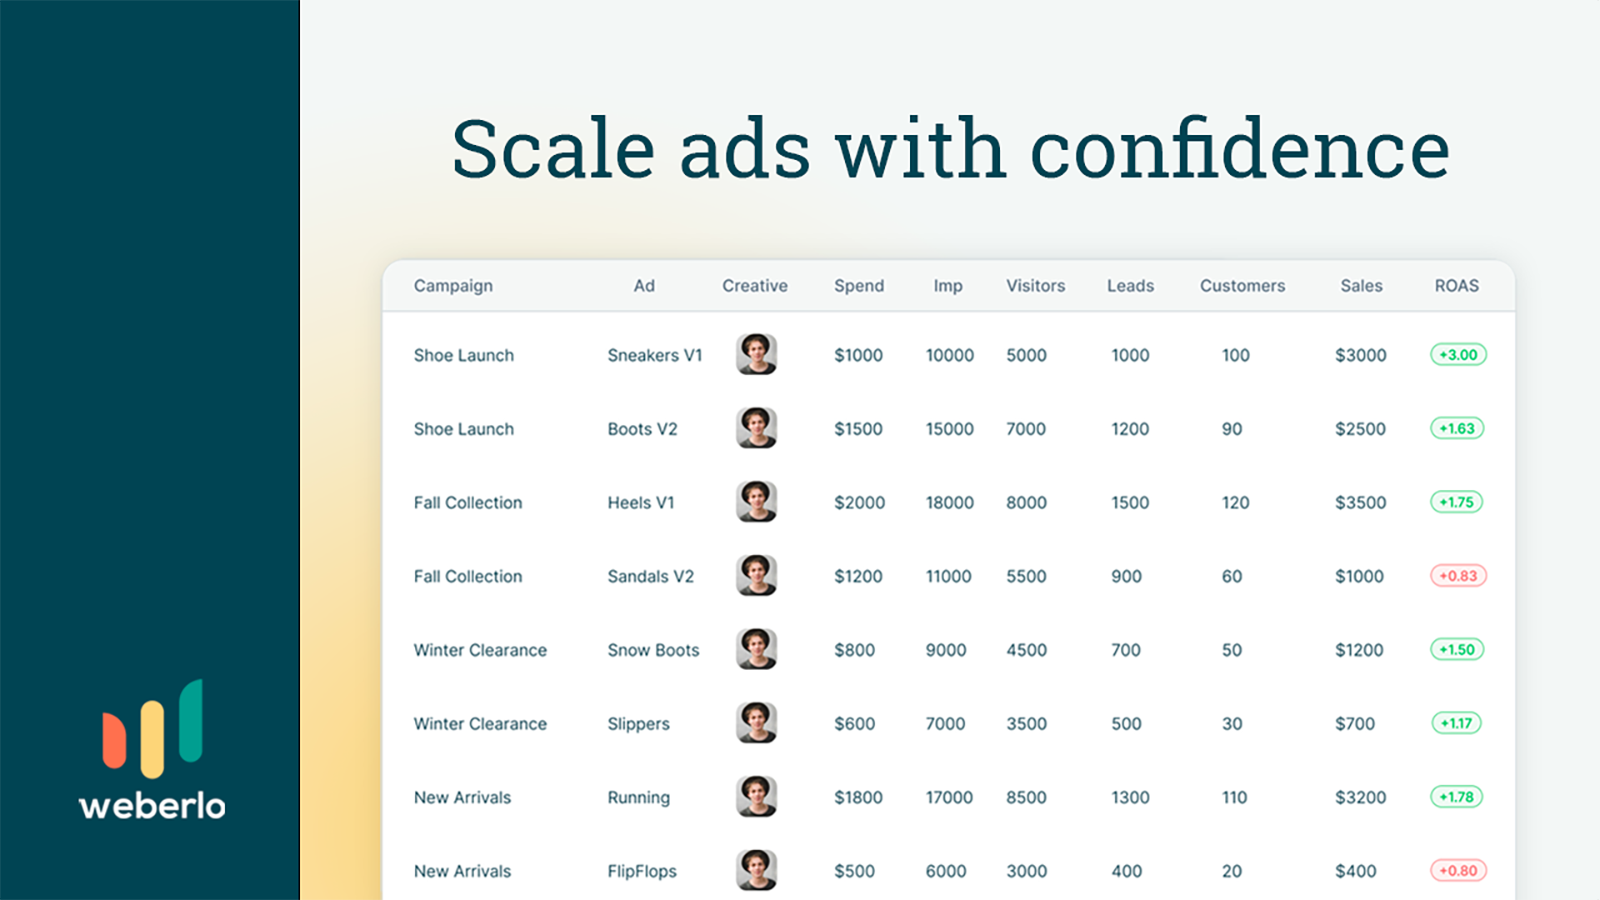 Scale ads with confidence
Campaign Ad Creative Spend Imp Visitors Leads Customers Sales ROAS
Shoe Launch Sneakers V1 $1000 10000 5000 1000 100 $3000 +3.00
Shoe Launch Boots V2 $1500 15000 7000 1200 90 $2500 +1.63
Fall Collection Heels V1 $2000 18000 8000 1500 120 $3500 +1.75
Fall Collection Sandals V2 $1200 11000 5500 900 60 $1000 +0.83
Winter Clearance Snow Boots $800 9000 4500 700 50 $1200 +1.50
Winter Clearance Slippers $600 7000 3500 500 30 $700 +1.17
New Arrivals Running $1800 17000 8500 1300 110 $3200 +1.78
New Arrivals FlipFlops $500 6000 3000 400 20 $400 +0.80
weberlo